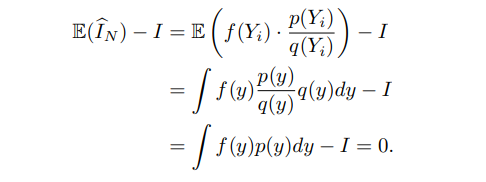 𝔼(Î_N) − I = 𝔼( f(Y_i) · p(Y_i)/q(Y_i) ) − I
= ∫ f(y) p(y)/q(y) q(y)dy − I
= ∫ f(y)p(y)dy − I = 0.